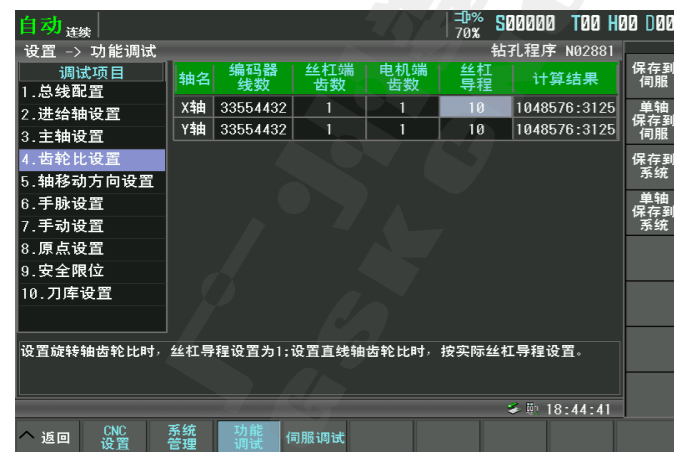 自动 连续 70% S00000 T00 H00 D00
设置 -> 功能调试 钻孔程序 N02881
调试项目
1.总线配置
2.进给轴设置
3.主轴设置
4.齿轮比设置
5.轴移动方向设置
6.手脉设置
7.手动设置
8.原点设置
9.安全限位
10.刀库设置
轴名 编码器线数 丝杠端齿数 电机端齿数 丝杠导程 计算结果
X轴 33554432 1 1 10 1048576:3125
Y轴 33554432 1 1 10 1048576:3125
保存到
伺服
单轴
保存到
伺服
保存到
系统
单轴
保存到
系统
设置旋转轴齿轮比时，丝杠导程设置为1;设置直线轴齿轮比时，按实际丝杠导程设置。
18:44:41
返回 CNC设置 系统管理 功能调试 伺服调试
GSK